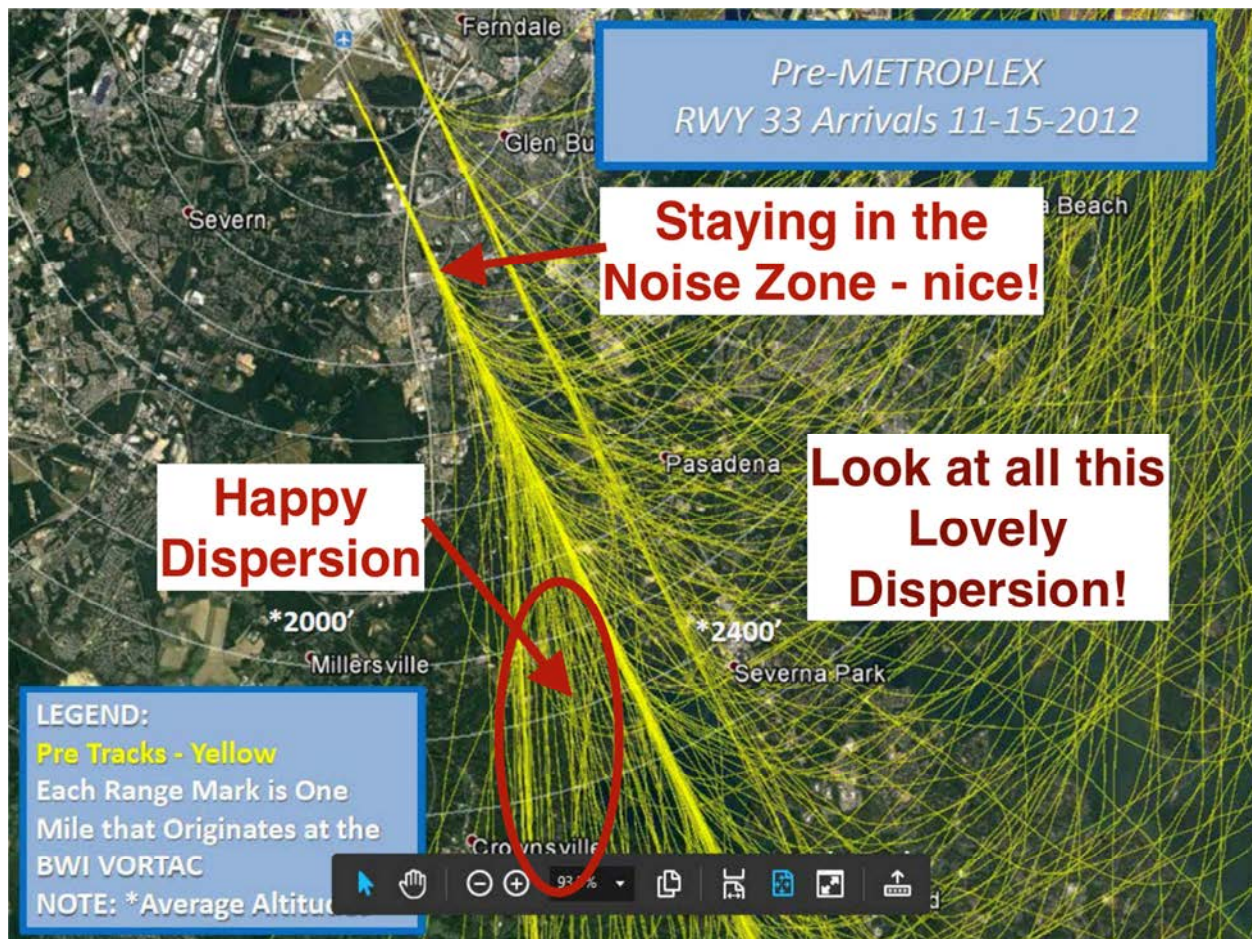 Ferndale
Pre-METROPLEX
RWY 33 Arrivals 11-15-2012
Glen Bu
Severn
Staying in the
Noise Zone - nice!
a Beach
Pasadena
Look at all this
Lovely
Dispersion!
Happy
Dispersion
*2000'
*2400'
Millersville
Severna Park
LEGEND:
Pre Tracks - Yellow
Each Range Mark is One
Mile that Originates at the
BWI VORTAC
NOTE: *Average Altitude
Crownsville